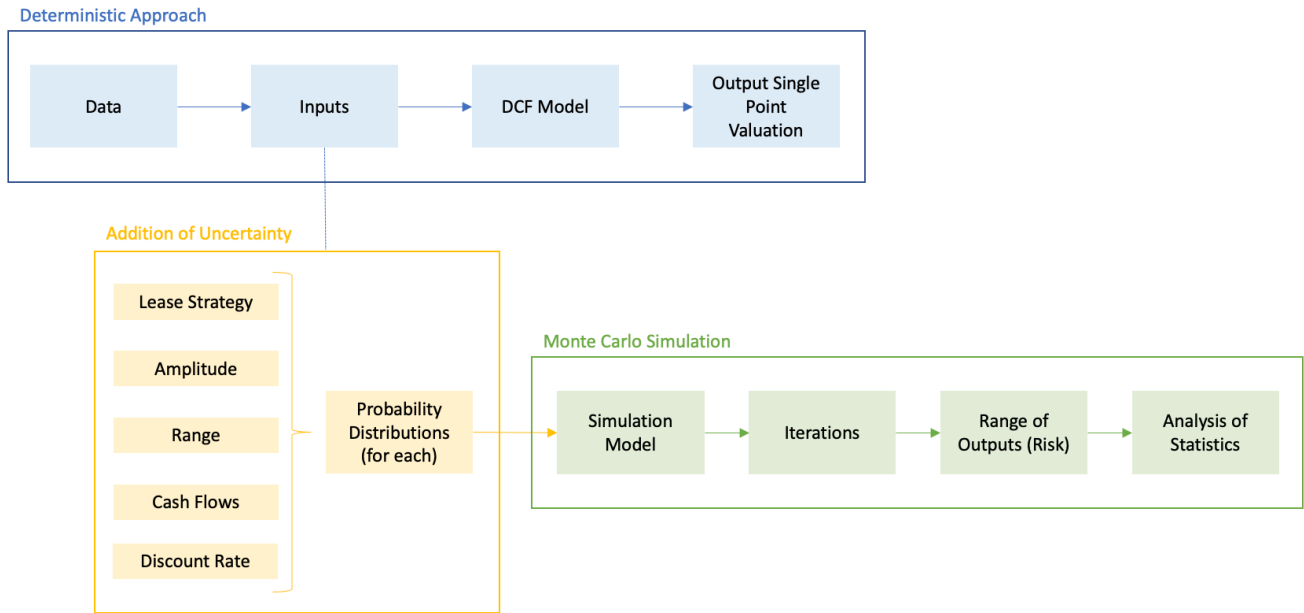 Deterministic Approach
Data
Inputs
DCF Model
Output Single
Point
Valuation
Addition of Uncertainty
Lease Strategy
Amplitude
Range
Cash Flows
Discount Rate
Probability
Distributions
(for each)
Monte Carlo Simulation
Simulation
Model
Iterations
Range of
Outputs (Risk)
Analysis of
Statistics